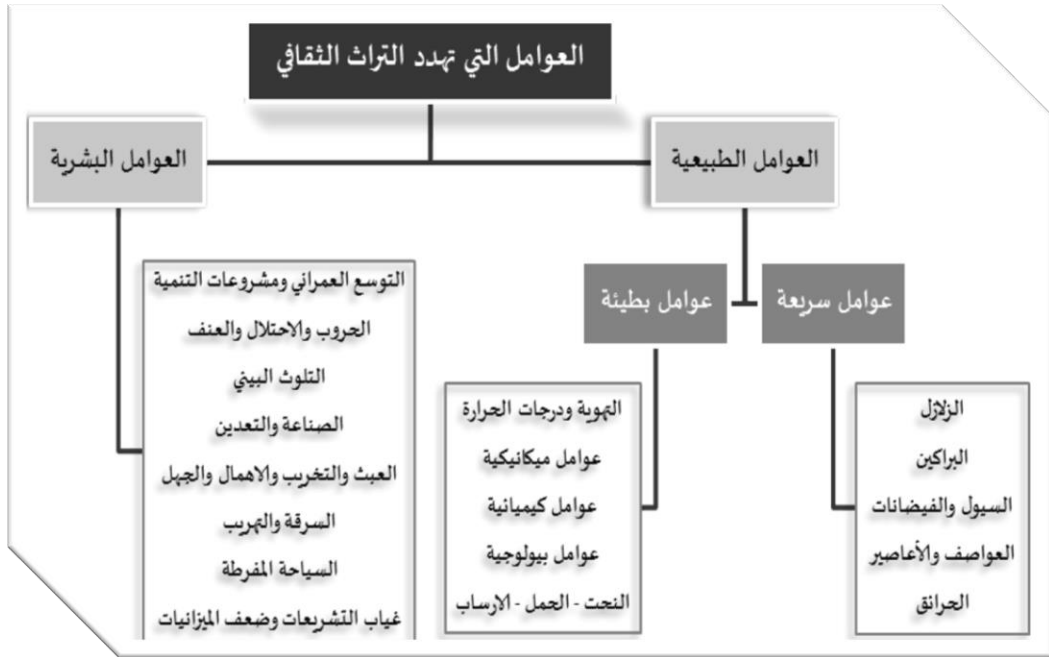 العوامل التي تهدد التراث الثقافي
العوامل الطبيعية
العوامل البشرية
عوامل سريعة
عوامل بطيئة
الزلازل
البراكين
السيول والفيضانات
العواصف والأعاصير
الحرائق
التهوية ودرجات الحرارة
عوامل ميكانيكية
عوامل كيميائية
عوامل بيولوجية
النحت - الحمل - الارساب
التوسع العمراني ومشروعات التنمية
الحروب والاحتلال والعنف
التلوث البيئي
الصناعة والتعدين
العبث والتخريب والاهمال والجهل
السرقة والتهريب
السياحة المفرطة
غياب التشريعات وضعف الميزانيات